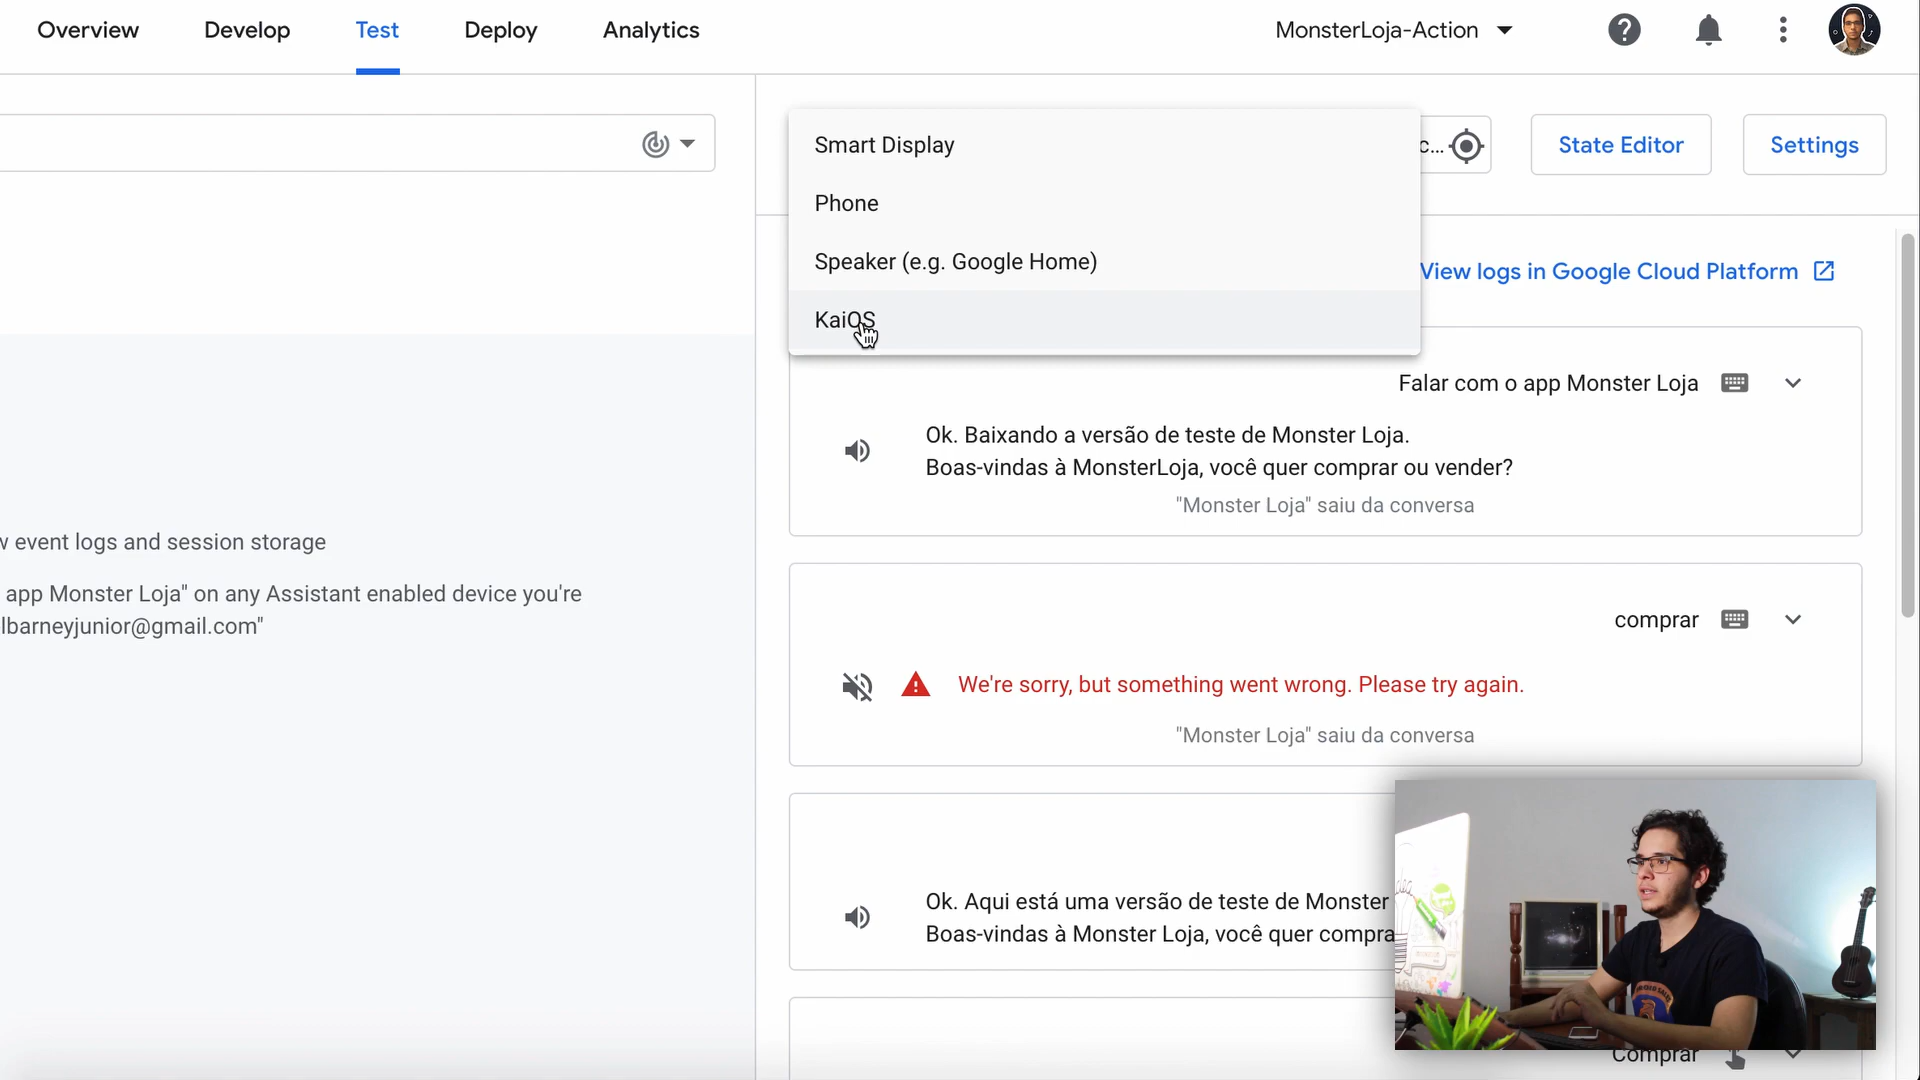 Overview
Develop
Test
Deploy
Analytics
MonsterLoja-Action
Smart Display
c...
State Editor
Settings
Phone
Speaker (e.g. Google Home)
View logs in Google Cloud Platform
KaiOS
Falar com o app Monster Loja
Ok. Baixando a versão de teste de Monster Loja.
Boas-vindas à MonsterLoja, você quer comprar ou vender?
"Monster Loja" saiu da conversa
w event logs and session storage
app Monster Loja" on any Assistant enabled device you're
lbarneyjunior@gmail.com"
comprar
We're sorry, but something went wrong. Please try again.
"Monster Loja" saiu da conversa
Ok. Aqui está uma versão de teste de Monster
Boas-vindas à Monster Loja, você quer compra
Comprar